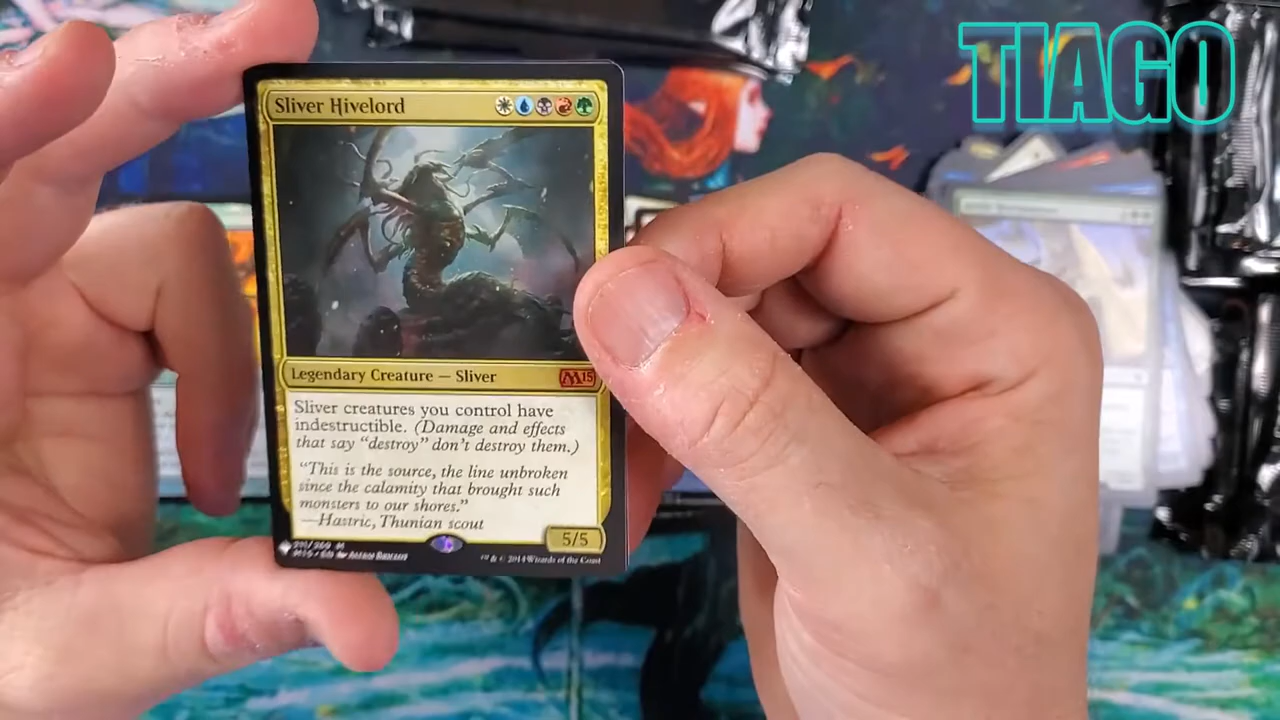 TIAGO
Sliver Hivelord
Legendary Creature — Sliver
M15
Sliver creatures you control have
indestructible. (Damage and effects
that say “destroy” don’t destroy them.)
“This is the source, the line unbroken
since the calamity that brought such
monsters to our shores.”
—Hastric, Thunian scout
5/5
™ & © 2014 Wizards of the Coast